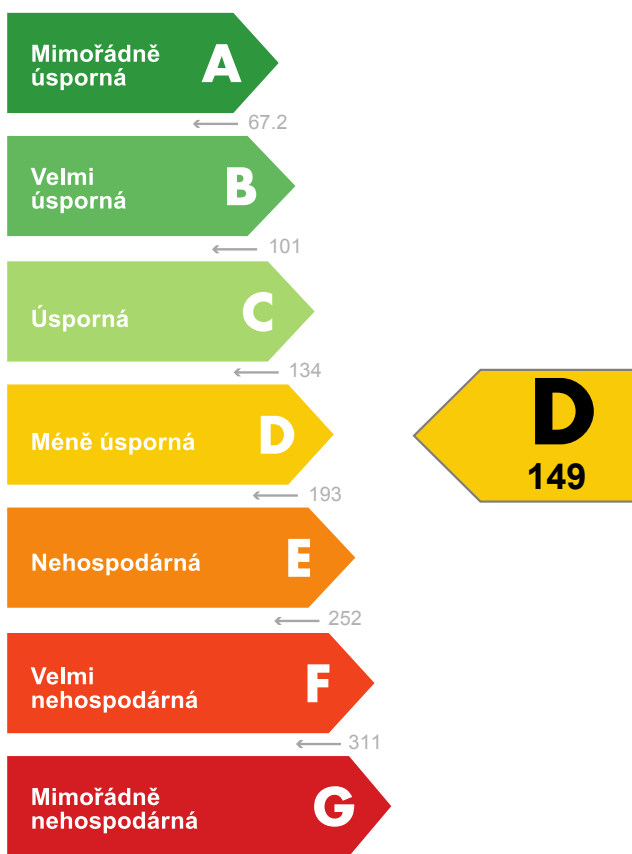 Mimořádně
úsporná
A
← 67.2
Velmi
úsporná
B
← 101
Úsporná
C
← 134
Méně úsporná
D
← 193
D
149
Nehospodárná
E
← 252
Velmi
nehospodárná
F
← 311
Mimořádně
nehospodárná
G